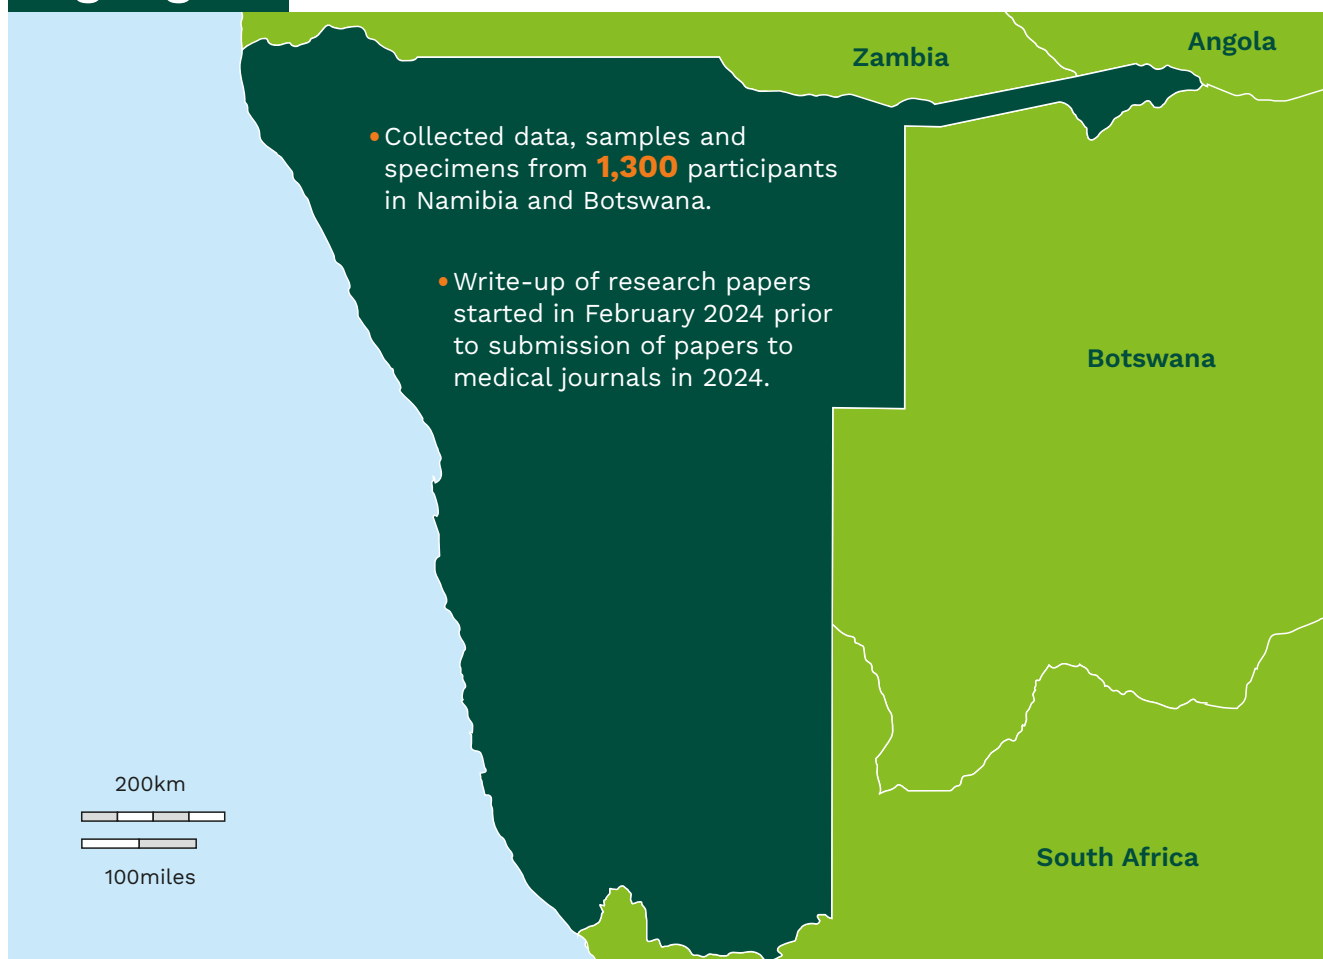 Zambia
Angola
• Collected data, samples and
specimens from 1,300 participants
in Namibia and Botswana.
• Write-up of research papers
started in February 2024 prior
to submission of papers to
medical journals in 2024.
Botswana
200km
100miles
South Africa